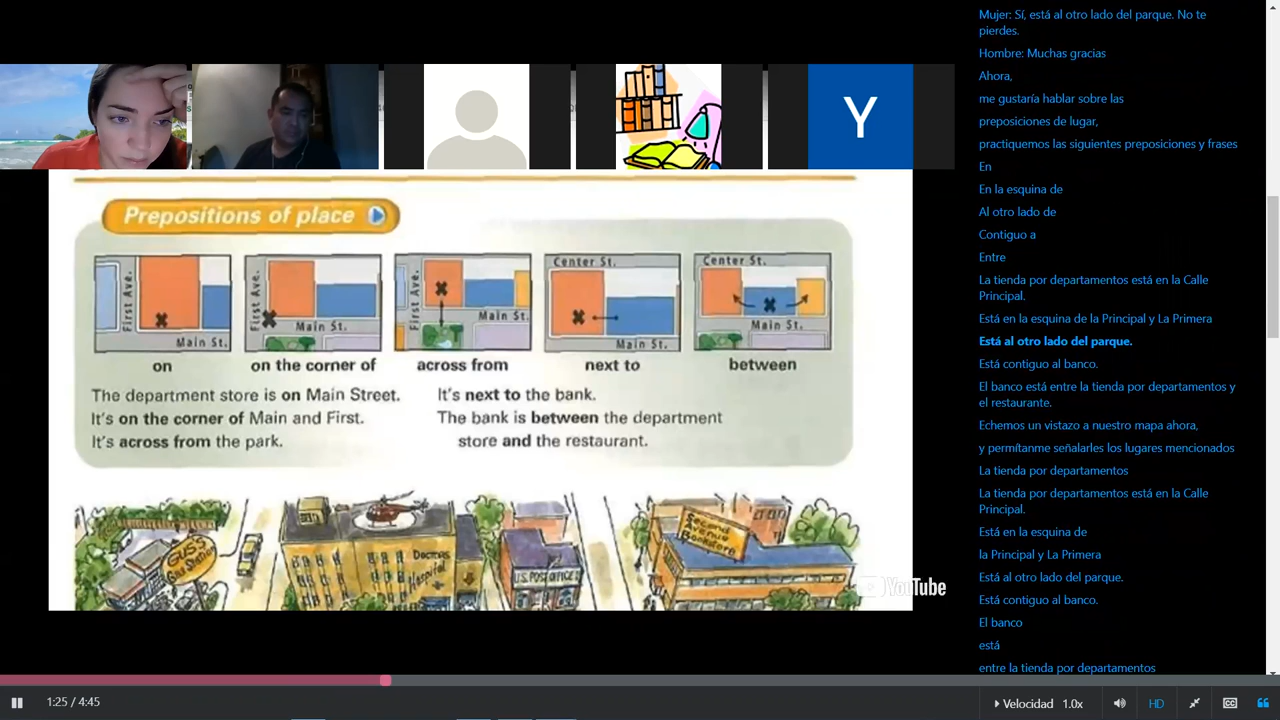 Mujer: Sí, está al otro lado del parque. No te
pierdes.
Hombre: Muchas gracias
Ahora,
me gustaría hablar sobre las
preposiciones de lugar,
practiquemos las siguientes preposiciones y frases
En
En la esquina de
Al otro lado de
Contiguo a
Entre
La tienda por departamentos está en la Calle
Principal.
Está en la esquina de la Principal y La Primera
Está al otro lado del parque.
Está contiguo al banco.
El banco está entre la tienda por departamentos y
el restaurante.
Echemos un vistazo a nuestro mapa ahora,
y permítanme señalarles los lugares mencionados
La tienda por departamentos
La tienda por departamentos está en la Calle
Principal.
Está en la esquina de
la Principal y La Primera
Está al otro lado del parque.
Está contiguo al banco.
El banco
está
entre la tienda por departamentos
Y
Prepositions of place
First Ave.
Main St.
First Ave.
Main St.
First Ave.
Main St.
Center St.
Main St.
Center St.
Main St.
on
on the corner of
across from
next to
between
The department store is on Main Street.
It's on the corner of Main and First.
It's across from the park.
It's next to the bank.
The bank is between the department
store and the restaurant.
GUS'S
Gas Station
Doctors
Hospital
U.S. POST OFFICE
Second
Avenue
Bookstore
YouTube
1:25 / 4:45
Velocidad 1.0x
HD
CC